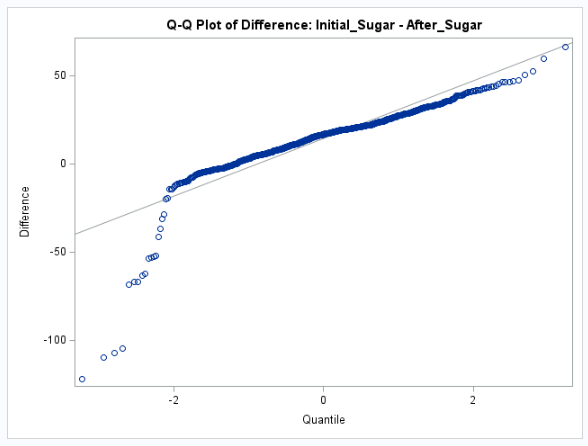 Q-Q Plot of Difference: Initial_Sugar - After_Sugar
50
0
-50
-100
Difference
-2
0
2
Quantile